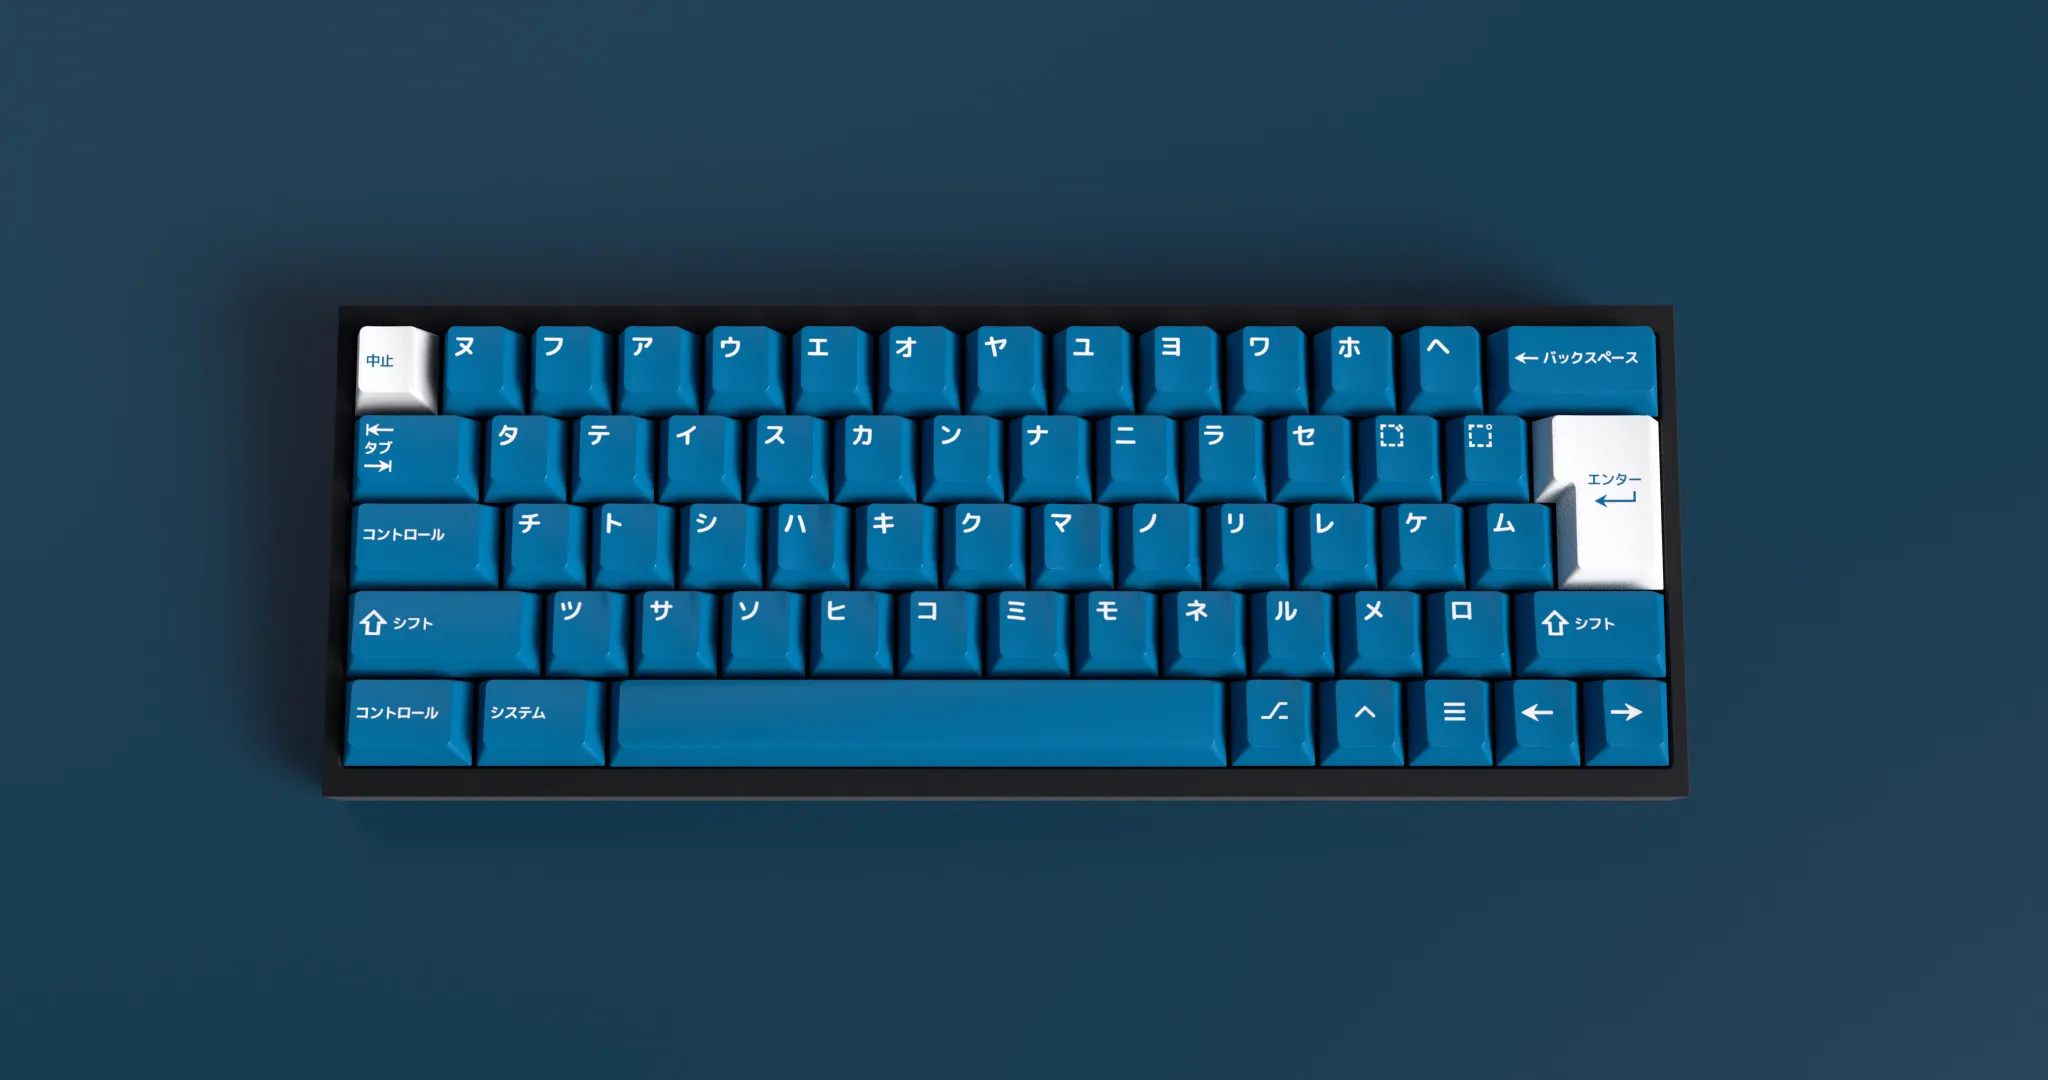 中止 ヌ フ ア ウ エ オ ヤ ユ ヨ ワ ホ ヘ ←バックスペース
タブ タ テ イ ス カ ン ナ ニ ラ セ ゛ ゜ エンター
コントロール チ ト シ ハ キ ク マ ノ リ レ ケ ム
シフト ツ サ ソ ヒ コ ミ モ ネ ル メ ロ シフト
コントロール システム ← →